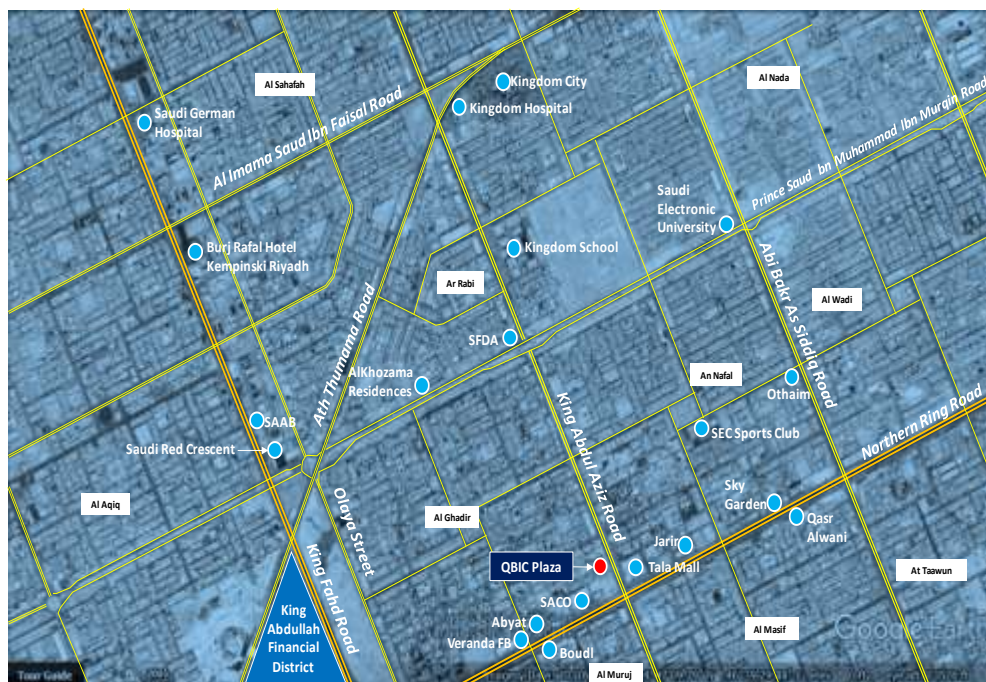 Al Sahafah
Al Nada
Kingdom City
Kingdom Hospital
Saudi German
Hospital
Al Imama Saud Ibn Faisal Road
Prince Saud bn Muhammad Ibn Murqin Road
Saudi
Electronic
University
Burj Rafal Hotel
Kempinski Riyadh
Kingdom School
Ar Rabi
Al Wadi
Abi Bakr As Siddiq Road
Ath Thumama Road
SFDA
AlKhozama
Residences
An Nafal
Othaim
SAAB
SEC Sports Club
Saudi Red Crescent
King Abdul Aziz Road
Northern Ring Road
Al Aqiq
Olaya Street
Al Ghadir
Sky
Garden
Qasr
Alwani
Jarir
QBIC Plaza
Tala Mall
At Taawun
King Fahd Road
SACO
King
Abdullah
Financial
District
Abyat
Veranda FB
Boudl
Al Masif
Google
Al Muruj
Tour Guide